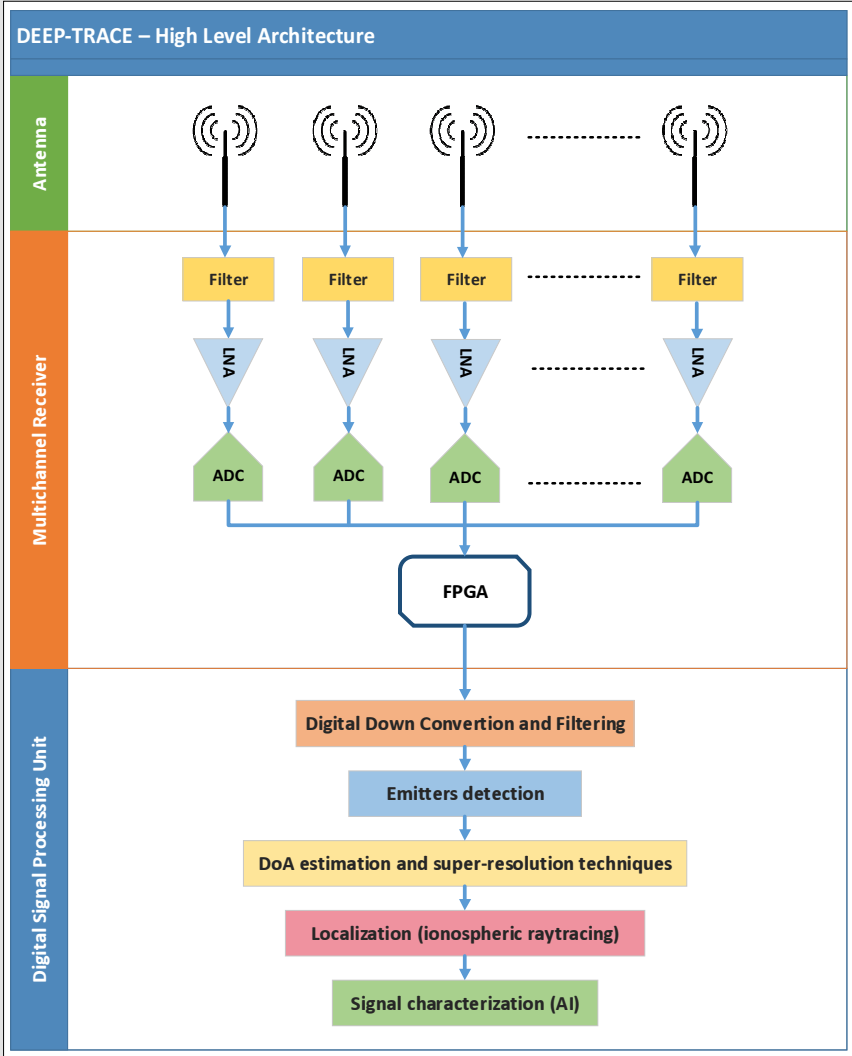 DEEP-TRACE – High Level Architecture
Antenna
Multichannel Receiver
Filter
Filter
Filter
Filter
LNA
LNA
LNA
LNA
ADC
ADC
ADC
ADC
FPGA
Digital Signal Processing Unit
Digital Down Convertion and Filtering
Emitters detection
DoA estimation and super-resolution techniques
Localization (ionospheric raytracing)
Signal characterization (AI)